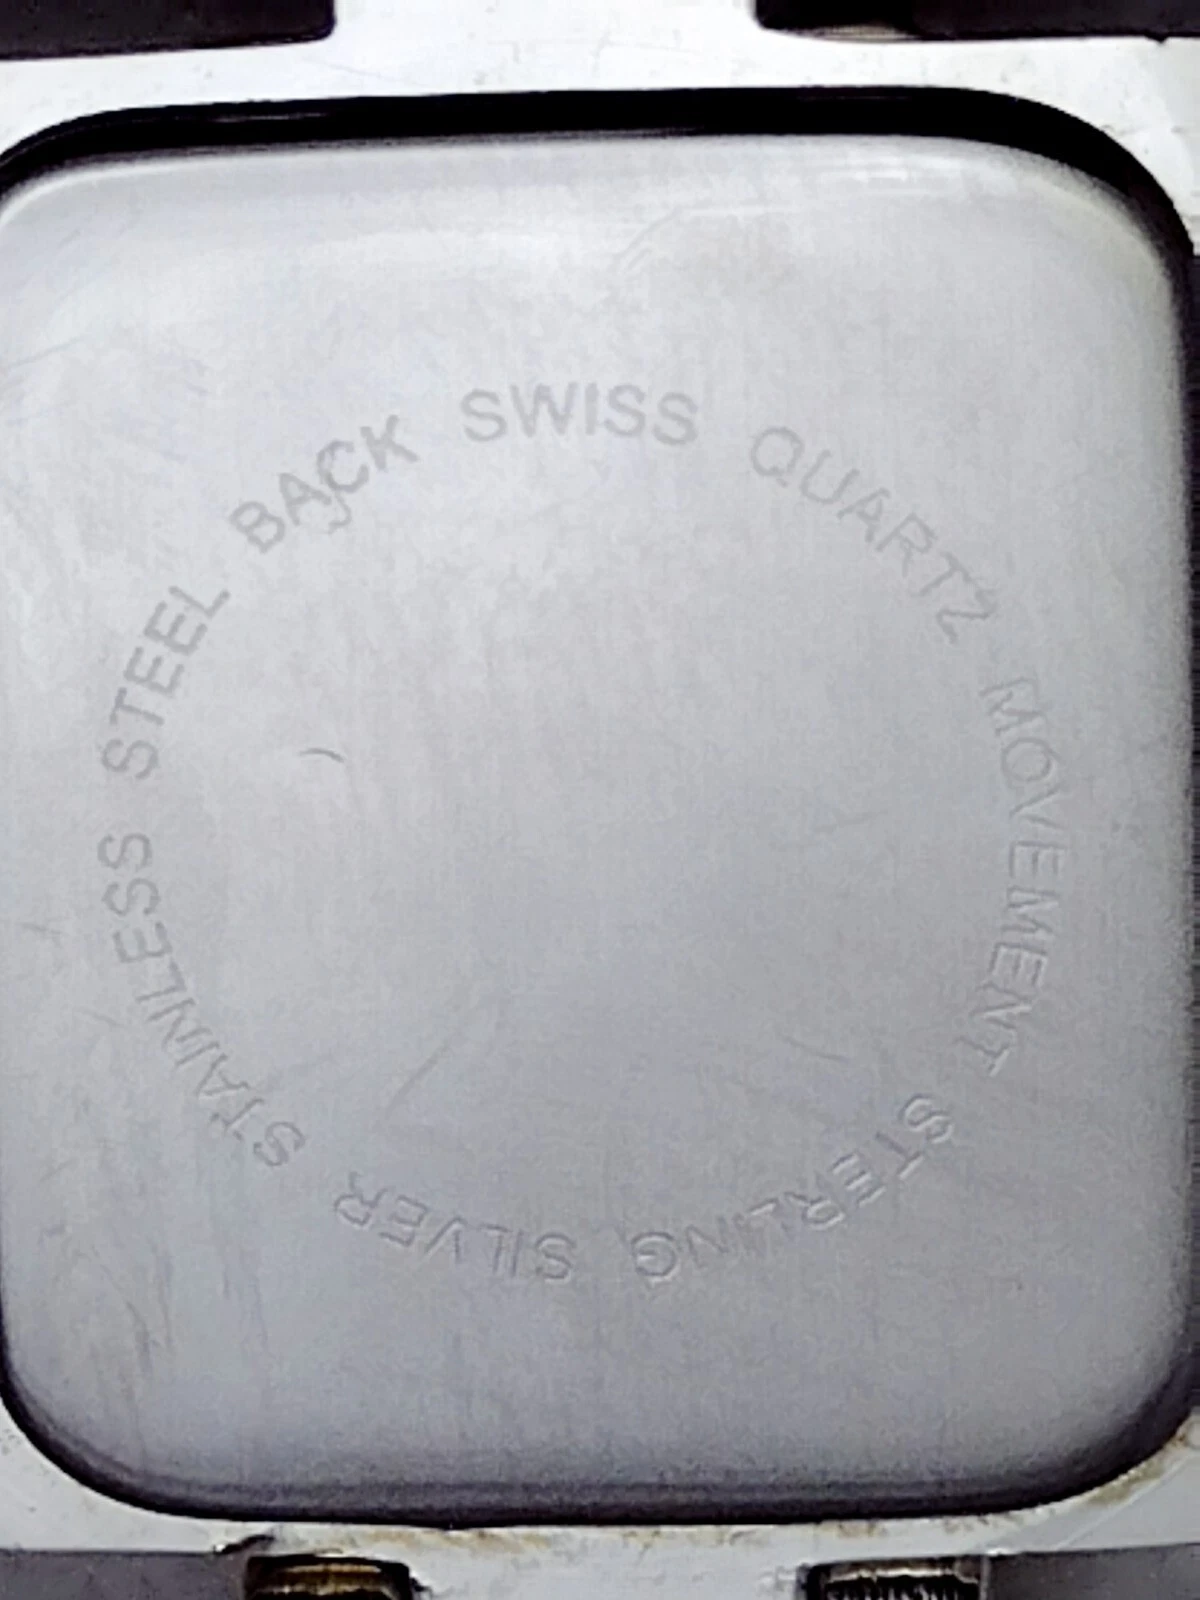 STAINLESS STEEL BACK SWISS QUARTZ MOVEMENT STERLING SILVER